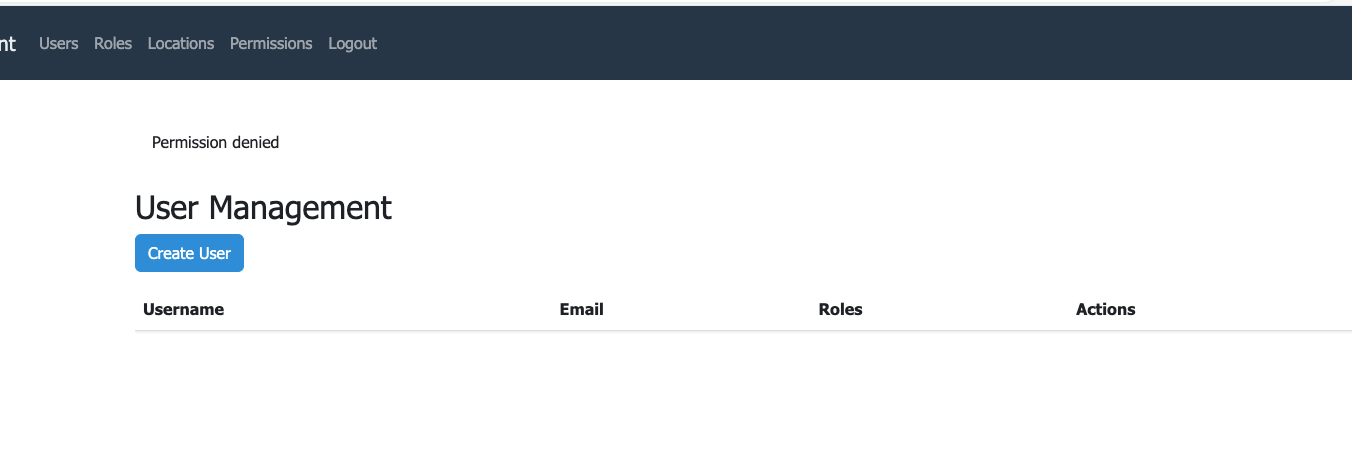 nt Users Roles Locations Permissions Logout
Permission denied
User Management
Create User
Username Email Roles Actions